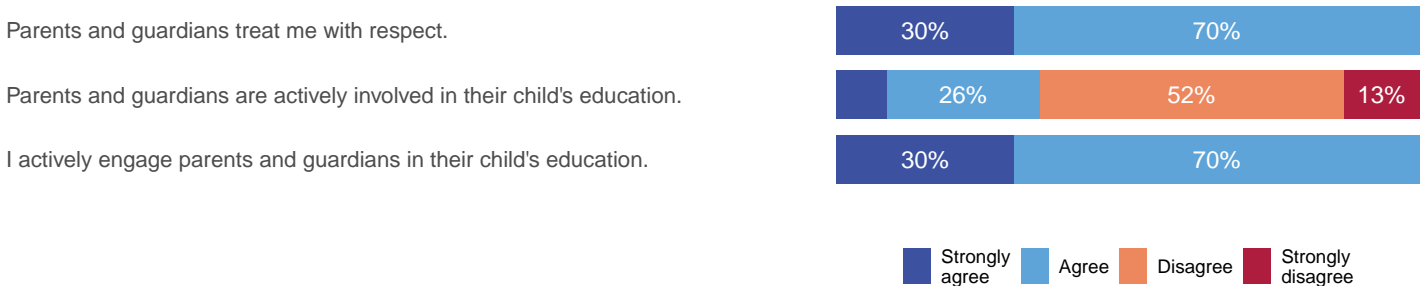 Parents and guardians treat me with respect.
30% 70%
Parents and guardians are actively involved in their child's education.
26% 52% 13%
I actively engage parents and guardians in their child's education.
30% 70%
Strongly agree Agree Disagree Strongly disagree